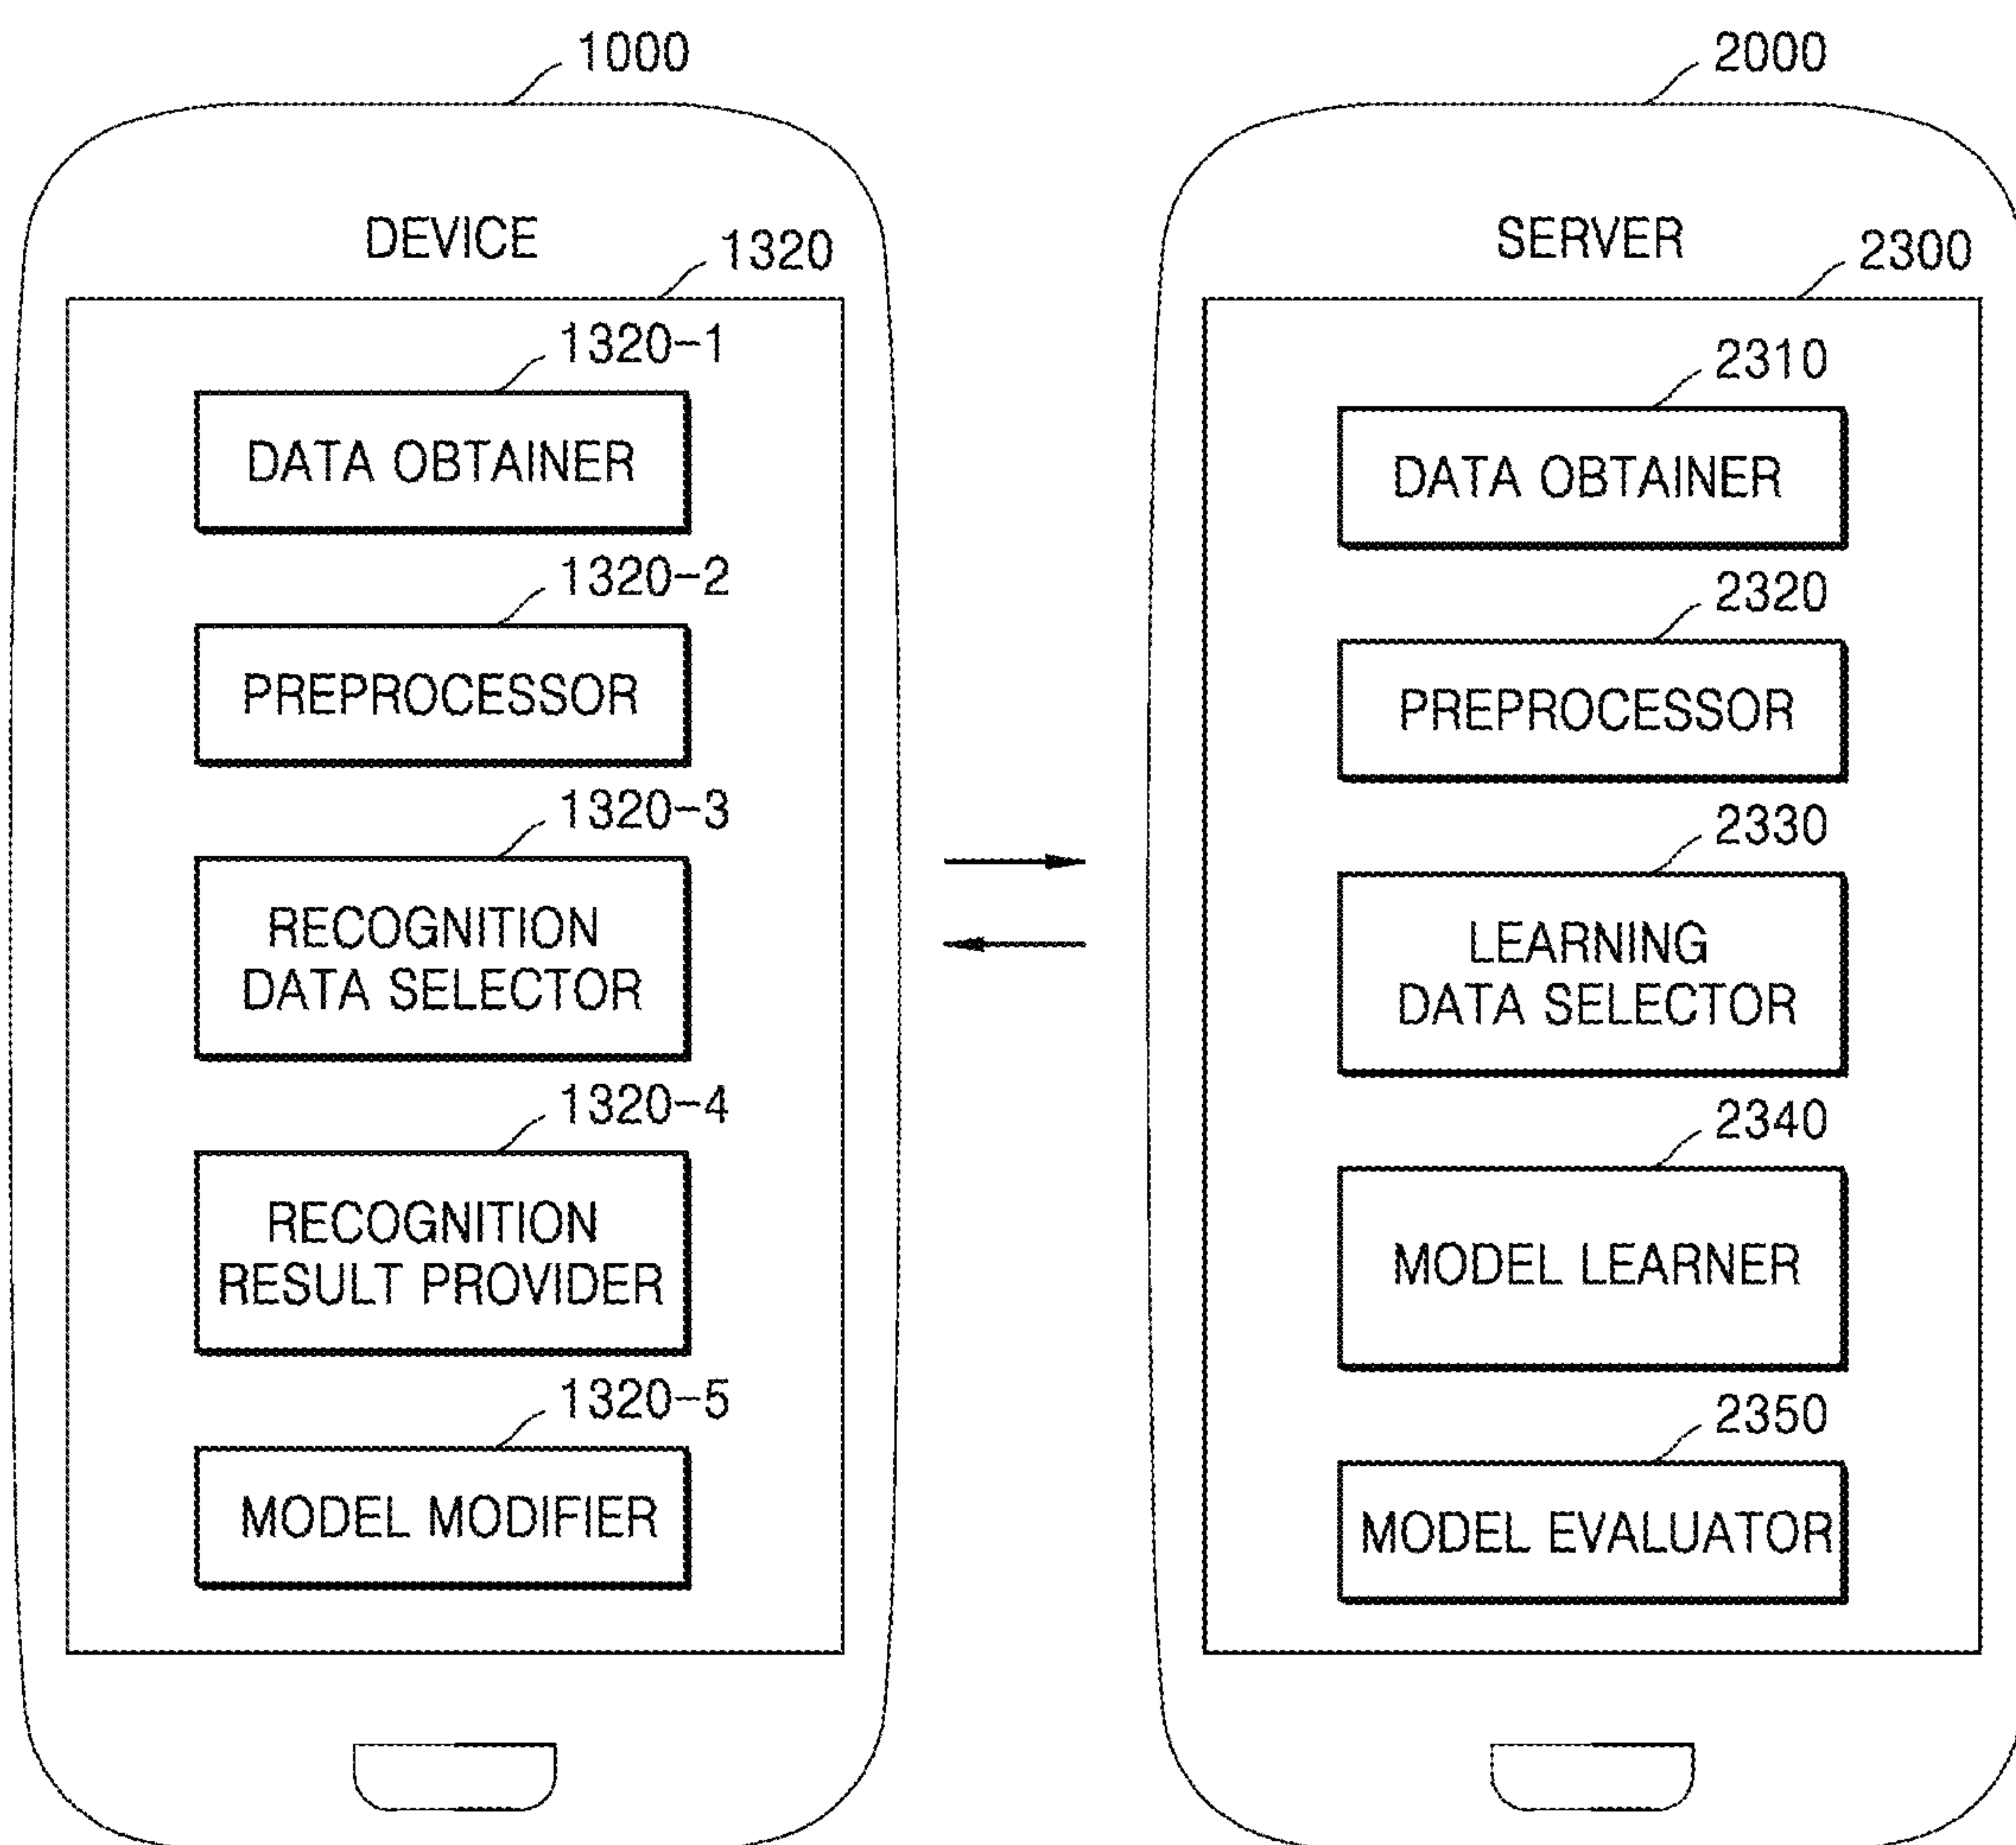 1000
DEVICE
1320
1320-1
DATA OBTAINER
1320-2
PREPROCESSOR
1320-3
RECOGNITION
DATA SELECTOR
1320-4
RECOGNITION
RESULT PROVIDER
1320-5
MODEL MODIFIER
2000
SERVER
2300
2310
DATA OBTAINER
2320
PREPROCESSOR
2330
LEARNING
DATA SELECTOR
2340
MODEL LEARNER
2350
MODEL EVALUATOR